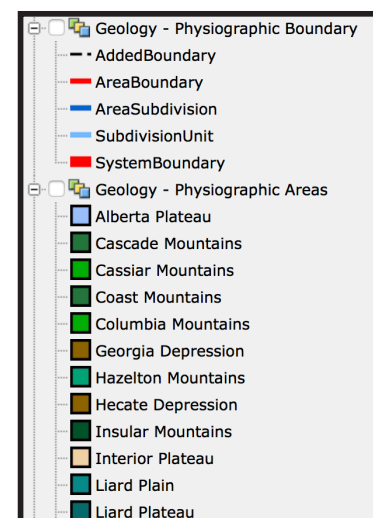 Geology - Physiographic Boundary
AddedBoundary
AreaBoundary
AreaSubdivision
SubdivisionUnit
SystemBoundary
Geology - Physiographic Areas
Alberta Plateau
Cascade Mountains
Cassiar Mountains
Coast Mountains
Columbia Mountains
Georgia Depression
Hazelton Mountains
Hecate Depression
Insular Mountains
Interior Plateau
Liard Plain
Liard Plateau